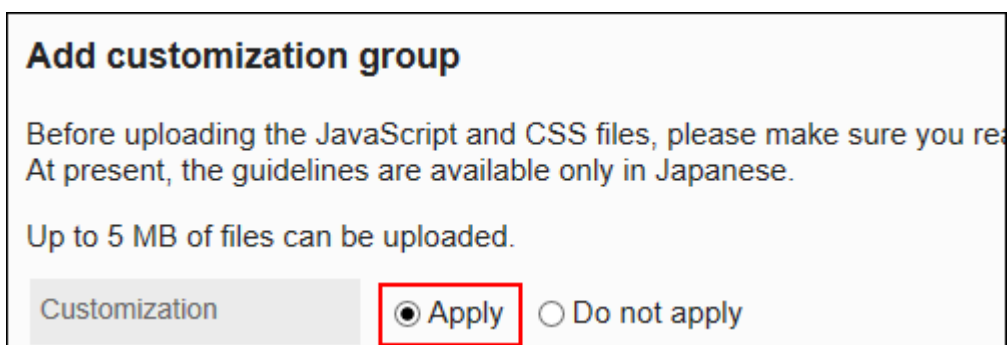 Add customization group
Before uploading the JavaScript and CSS files, please make sure you
At present, the guidelines are available only in Japanese.
Up to 5 MB of files can be uploaded.
Customization Apply Do not apply